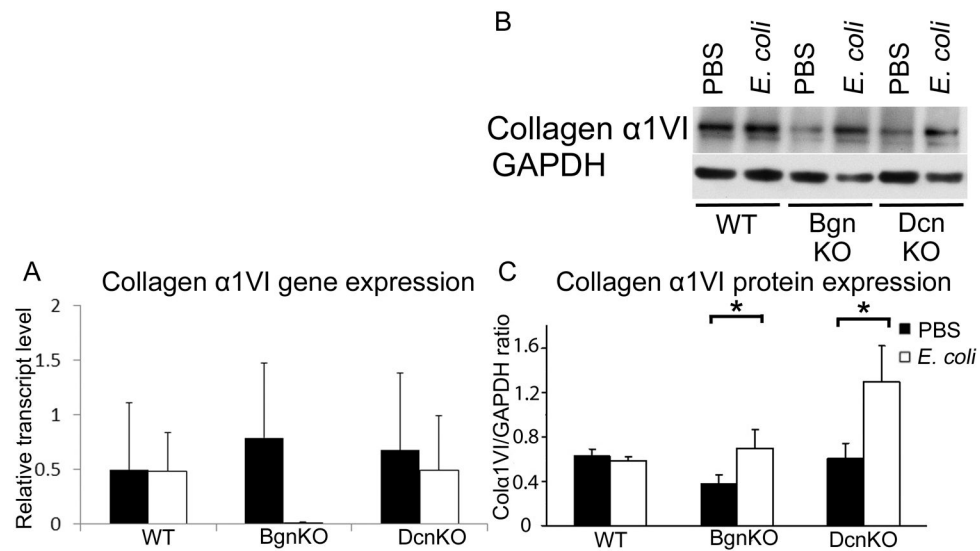 B
PBS
E. coli
PBS
E. coli
PBS
E. coli
Collagen α1VI
GAPDH
WT
Bgn
KO
Dcn
KO
A
Collagen α1VI gene expression
Relative transcript level
2
1.5
1
0.5
0
WT
BgnKO
DcnKO
C
Collagen α1VI protein expression
Colα1VI/GAPDH ratio
1.6
1.2
0.8
0.4
0
*
*
PBS
E. coli
WT
BgnKO
DcnKO